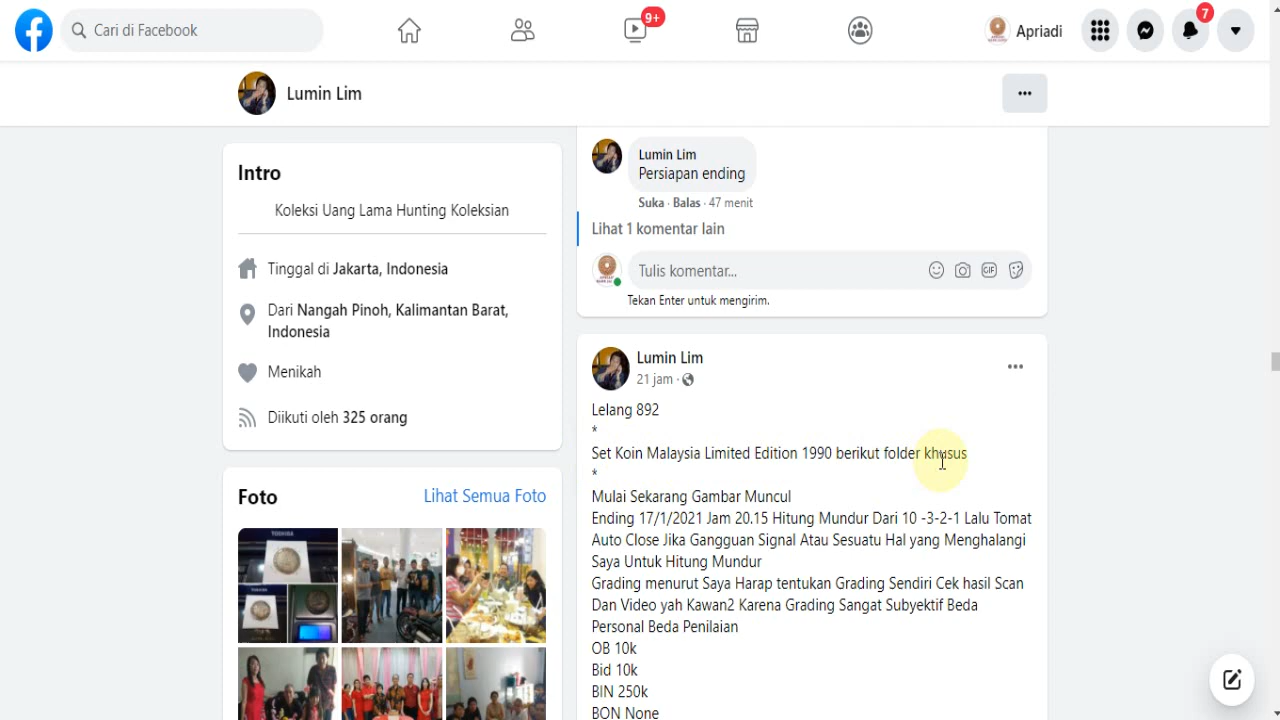 Cari di Facebook
9+
Apriadi
7
Lumin Lim
Intro
Koleksi Uang Lama Hunting Koleksian
Tinggal di Jakarta, Indonesia
Dari Nangah Pinoh, Kalimantan Barat,
Indonesia
Menikah
Diikuti oleh 325 orang
Foto
Lihat Semua Foto
TOSHIBA
Lumin Lim
Persiapan ending
Suka · Balas · 47 menit
Lihat 1 komentar lain
Tulis komentar...
GIF
Tekan Enter untuk mengirim.
Lumin Lim
21 jam ·
Lelang 892
*
Set Koin Malaysia Limited Edition 1990 berikut folder khusus
*
Mulai Sekarang Gambar Muncul
Ending 17/1/2021 Jam 20.15 Hitung Mundur Dari 10 -3-2-1 Lalu Tomat
Auto Close Jika Gangguan Signal Atau Sesuatu Hal yang Menghalangi
Saya Untuk Hitung Mundur
Grading menurut Saya Harap tentukan Grading Sendiri Cek hasil Scan
Dan Video yah Kawan2 Karena Grading Sangat Subyektif Beda
Personal Beda Penilaian
OB 10k
Bid 10k
BIN 250k
BON None